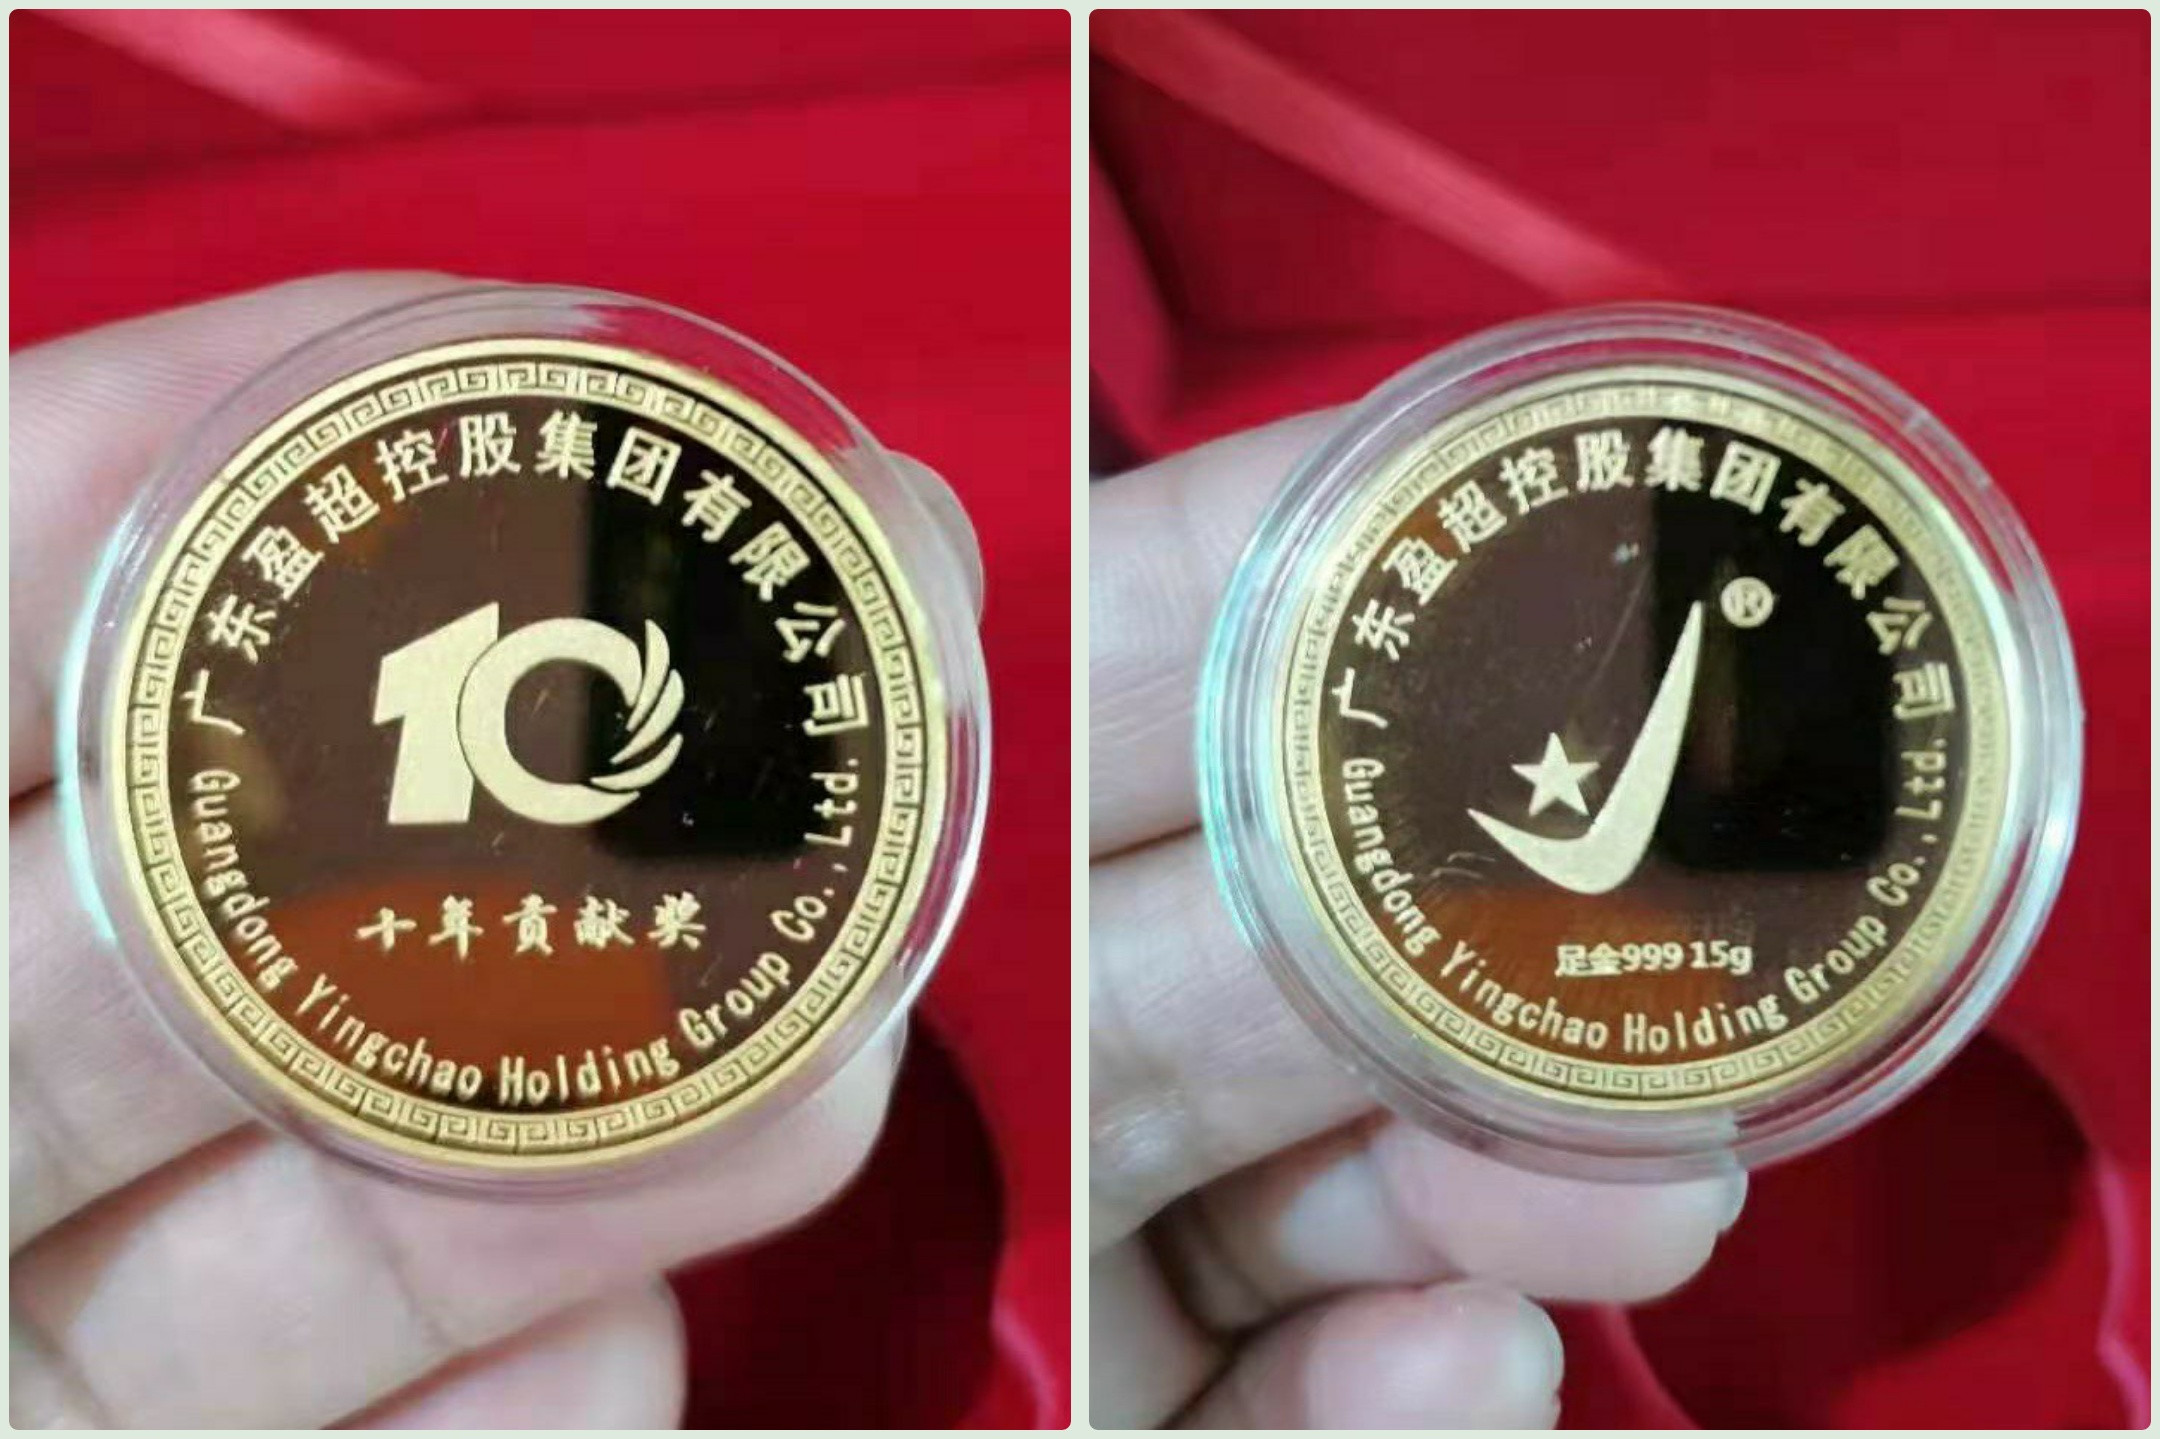 广东盈超控股集团有限公司
10
十年贡献奖
Guangdong Yingchao Holding Group Co., Ltd.
广东盈超控股集团有限公司
®
足金999 15g
Guangdong Yingchao Holding Group Co., Ltd.